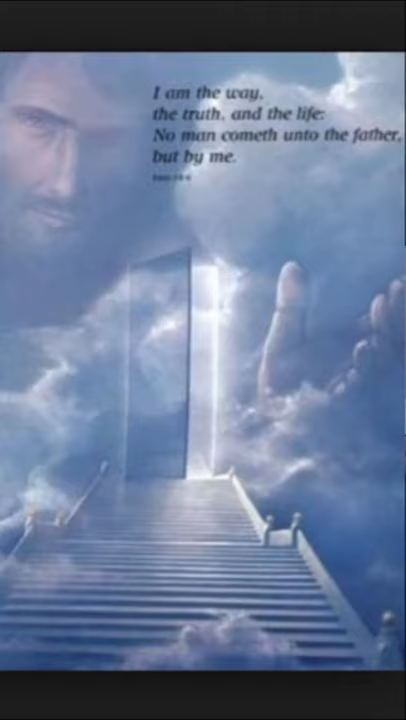 I am the way,
the truth, and the life:
No man cometh unto the father,
but by me.